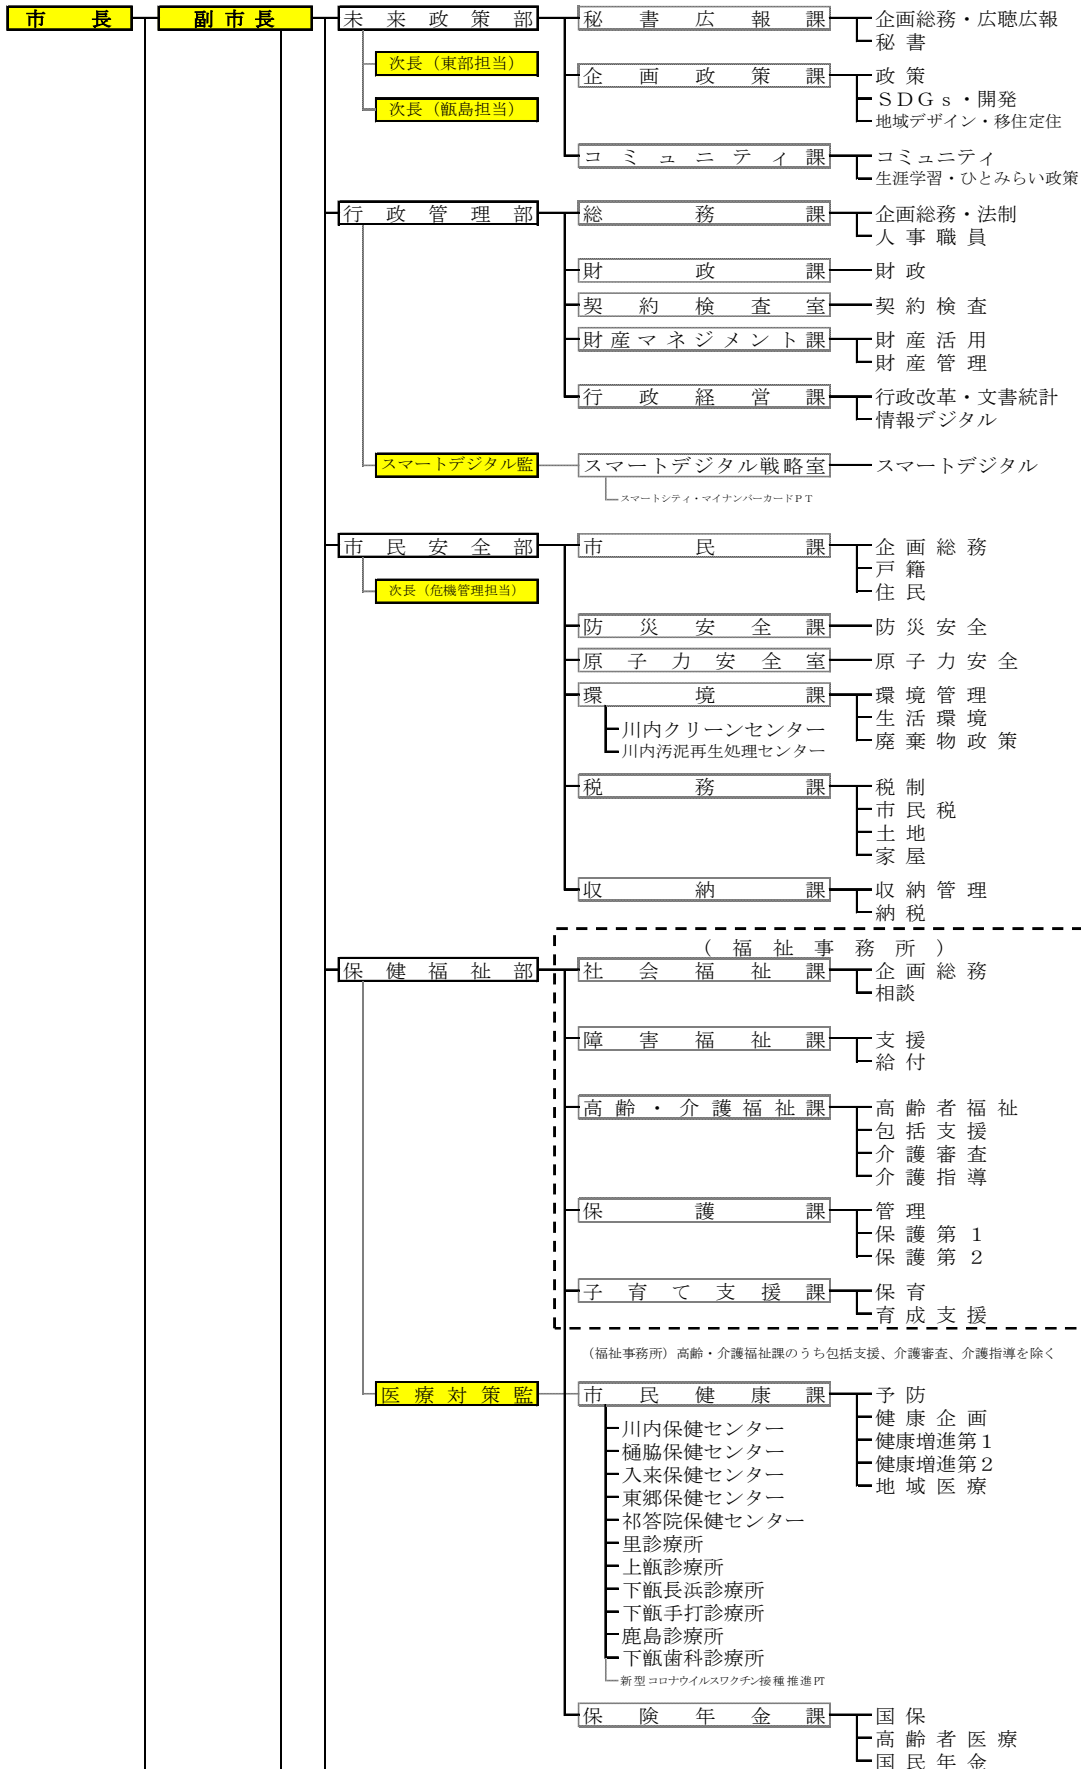 市長 副市長 未来政策部 秘書広報課 企画総務・広聴広報
秘書
次長（東部担当） 企画政策課 政策
SDGs・開発
次長（甑島担当） 地域デザイン・移住定住
コミュニティ課 コミュニティ
生涯学習・ひとみらい政策
行政管理部 総務課 企画総務・法制
人事職員
財政課 財政
契約検査室 契約検査
財産マネジメント課 財産活用
財産管理
行政経営課 行政改革・文書統計
情報デジタル
スマートデジタル監 スマートデジタル戦略室 スマートデジタル
スマートシティ・マイナンバーカードPT
市民安全部 市民課 企画総務
戸籍
次長（危機管理担当） 住民
防災安全課 防災安全
原子力安全室 原子力安全
環境課 環境管理
生活環境
川内クリーンセンター 廃棄物政策
川内汚泥再生処理センター
税務課 税制
市民税
土地
家屋
収納課 収納管理
納税
（福祉事務所）
保健福祉部 社会福祉課 企画総務
相談
障害福祉課 支援
給付
高齢・介護福祉課 高齢者福祉
包括支援
介護審査
介護指導
保護課 管理
保護第1
保護第2
子育て支援課 保育
育成支援
（福祉事務所）高齢・介護福祉課のうち包括支援、介護審査、介護指導を除く
医療対策監 市民健康課 予防
健康企画
川内保健センター 健康増進第1
樋脇保健センター 健康増進第2
入来保健センター 地域医療
東郷保健センター
祁答院保健センター
里診療所
上甑診療所
下甑長浜診療所
下甑手打診療所
鹿島診療所
下甑歯科診療所
新型コロナウイルスワクチン接種推進PT
保険年金課 国保
高齢者医療
国民年金